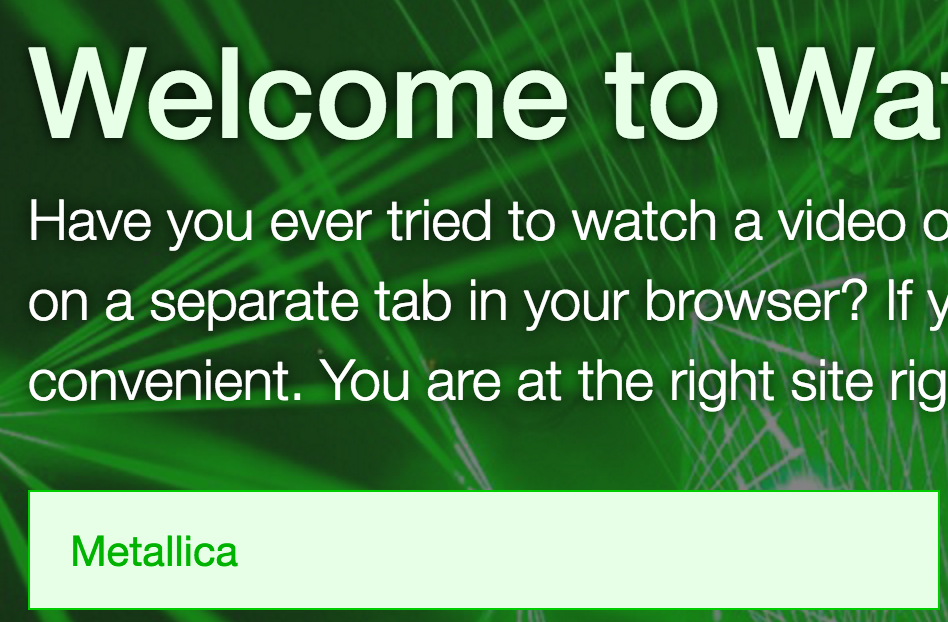 Welcome to Wat
Have you ever tried to watch a video
on a separate tab in your browser? If y
convenient. You are at the right site rig
Metallica